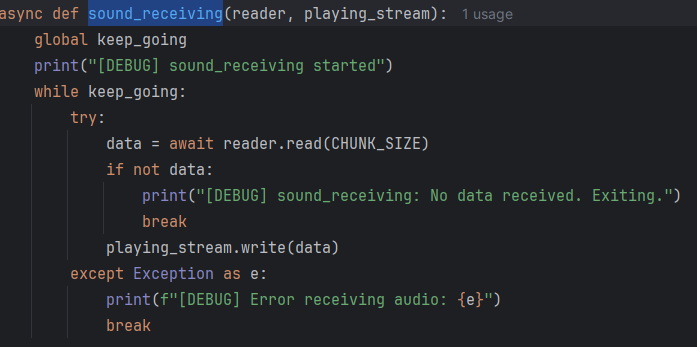 async def sound_receiving(reader, playing_stream): 1 usage
    global keep_going
    print("[DEBUG] sound_receiving started")
    while keep_going:
        try:
            data = await reader.read(CHUNK_SIZE)
            if not data:
                print("[DEBUG] sound_receiving: No data received. Exiting.")
                break
            playing_stream.write(data)
        except Exception as e:
            print(f"[DEBUG] Error receiving audio: {e}")
            break